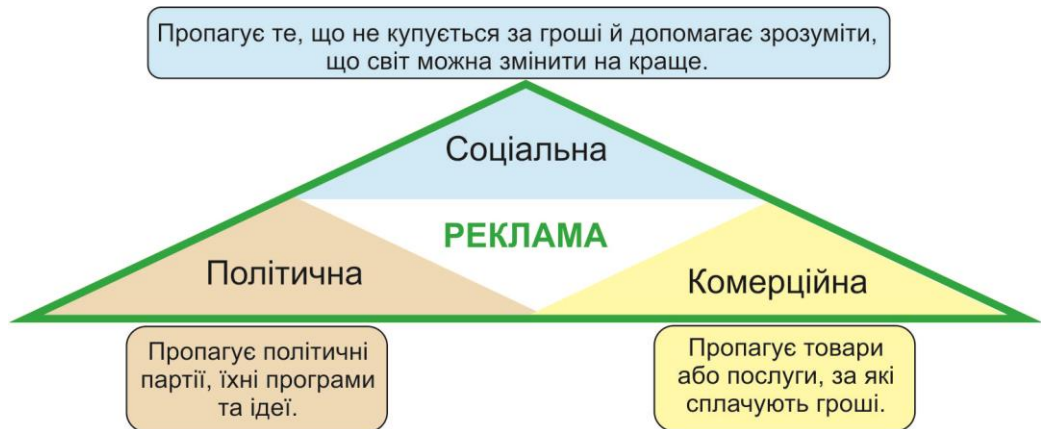 Пропагує те, що не купується за гроші й допомагає зрозуміти,
що світ можна змінити на краще.
Соціальна
РЕКЛАМА
Політична
Комерційна
Пропагує політичні
партії, їхні програми
та ідеї.
Пропагує товари
або послуги, за які
сплачують гроші.